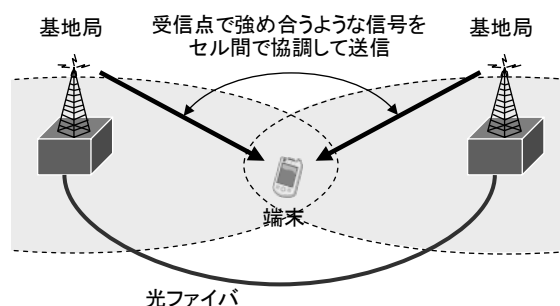 基地局
受信点で強め合うような信号を
セル間で協調して送信
基地局
端末
光ファイバ